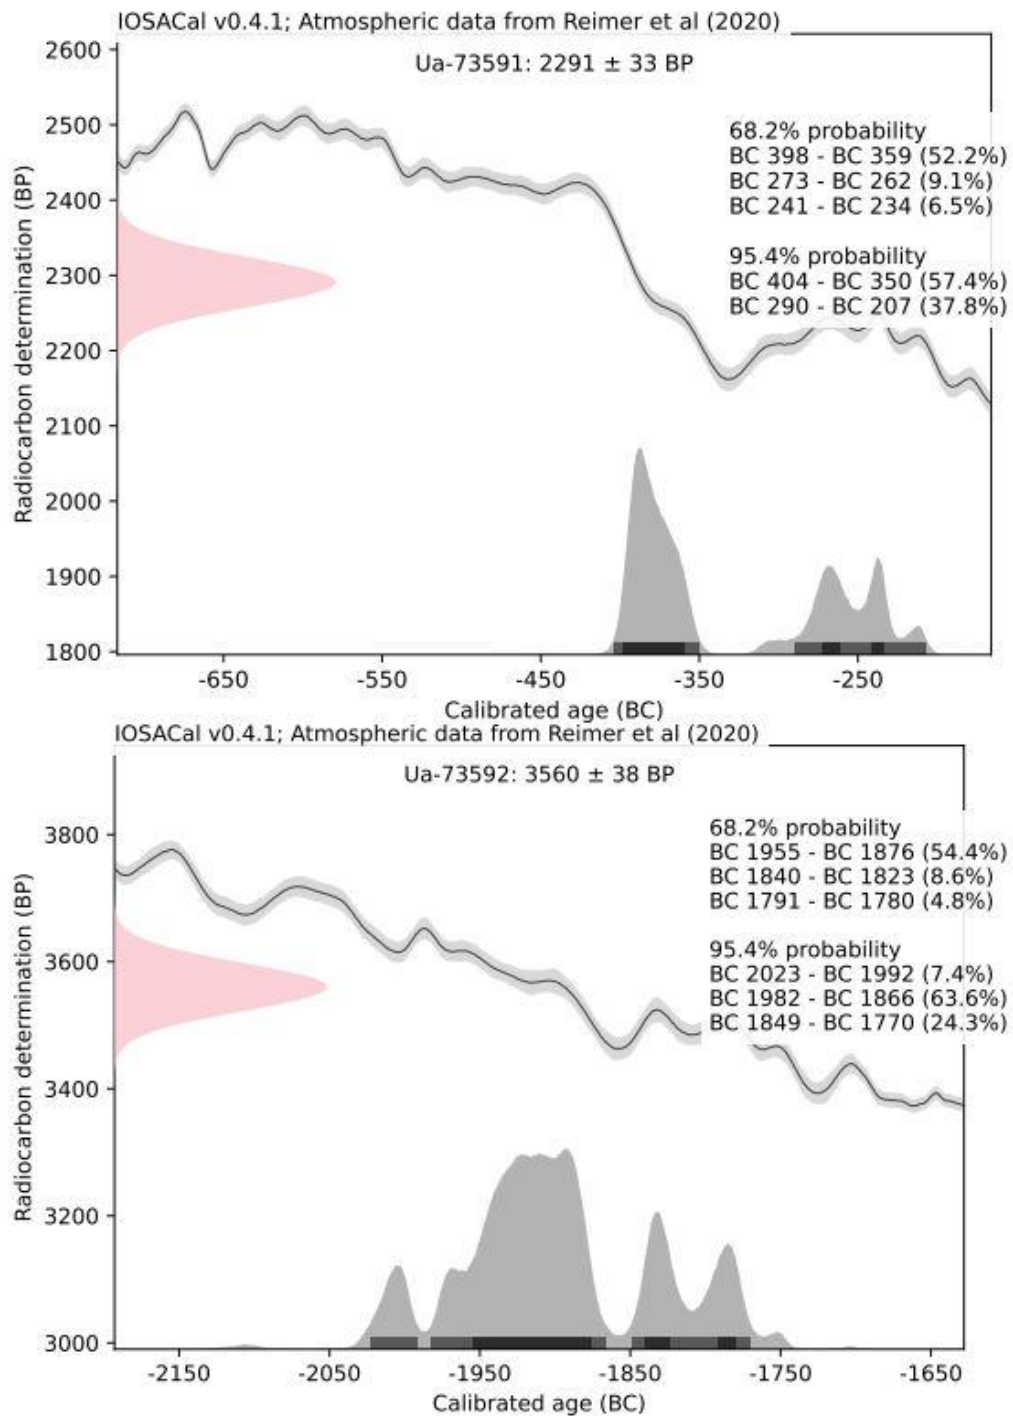 IOSACal v0.4.1; Atmospheric data from Reimer et al (2020)
Ua-73591: 2291 ± 33 BP
68.2% probability
BC 398 - BC 359 (52.2%)
BC 273 - BC 262 (9.1%)
BC 241 - BC 234 (6.5%)
95.4% probability
BC 404 - BC 350 (57.4%)
BC 290 - BC 207 (37.8%)
Radiocarbon determination (BP)
2600
2500
2400
2300
2200
2100
2000
1900
1800
-650 -550 -450 -350 -250
Calibrated age (BC)
IOSACal v0.4.1; Atmospheric data from Reimer et al (2020)
Ua-73592: 3560 ± 38 BP
68.2% probability
BC 1955 - BC 1876 (54.4%)
BC 1840 - BC 1823 (8.6%)
BC 1791 - BC 1780 (4.8%)
95.4% probability
BC 2023 - BC 1992 (7.4%)
BC 1982 - BC 1866 (63.6%)
BC 1849 - BC 1770 (24.3%)
Radiocarbon determination (BP)
3800
3600
3400
3200
3000
-2150 -2050 -1950 -1850 -1750 -1650
Calibrated age (BC)